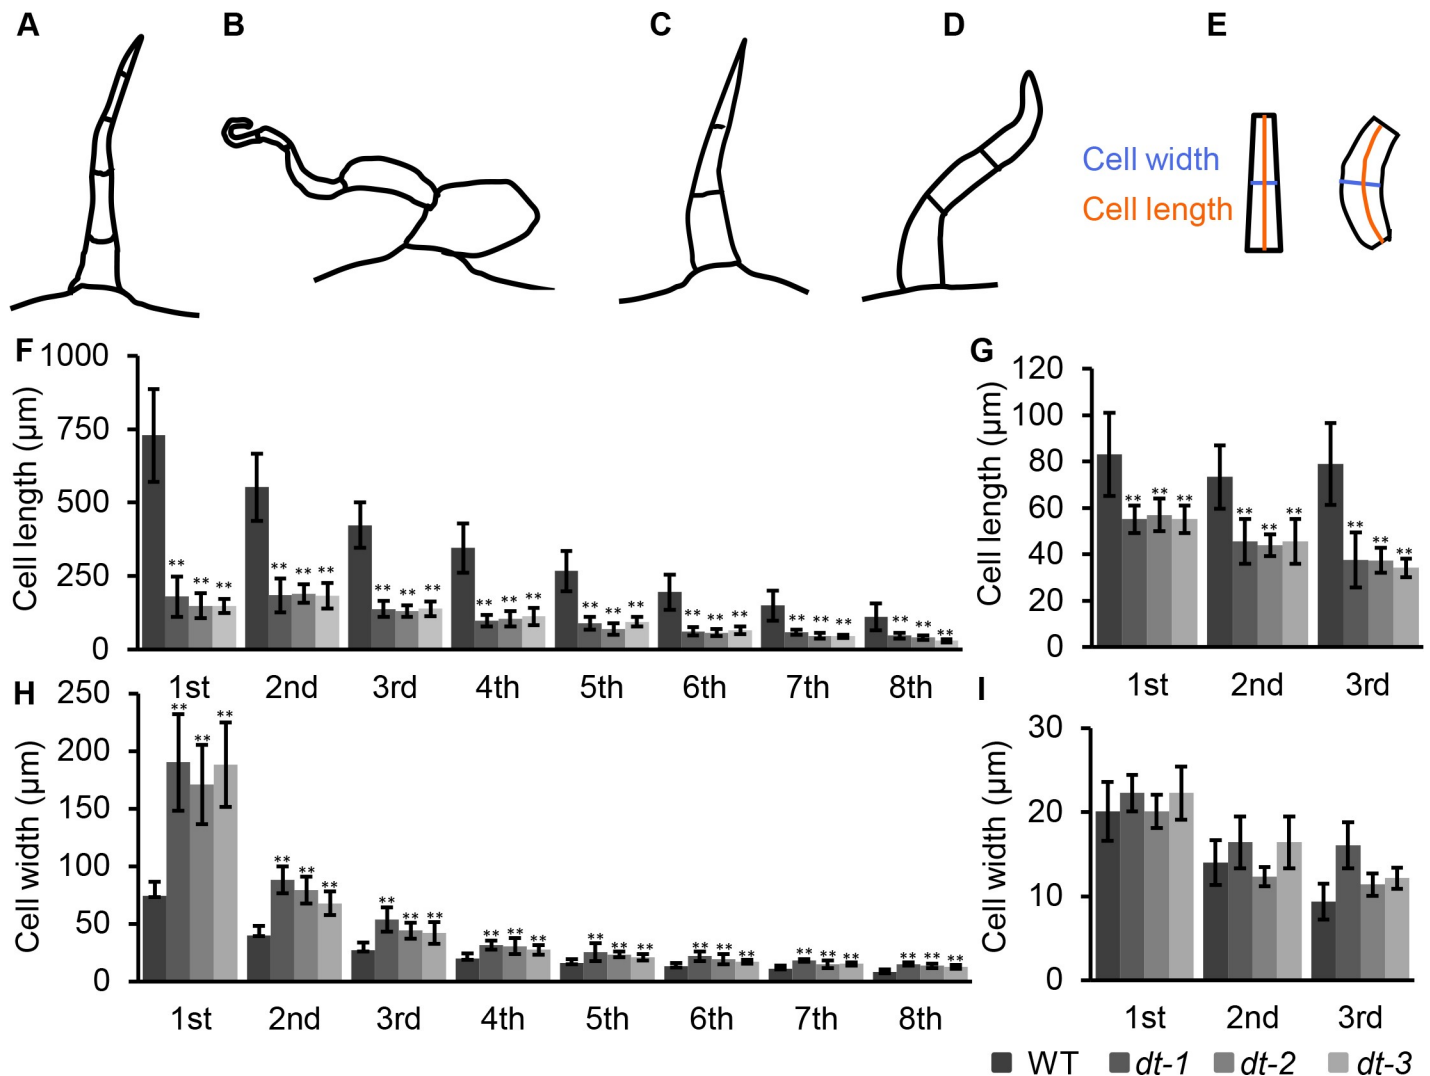 A B C D E
Cell width
Cell length
F
Cell length (µm)
1000
750
500
250
0
** ** ** ** ** ** ** ** ** ** ** ** ** ** ** ** ** ** ** ** ** ** ** **
1st 2nd 3rd 4th 5th 6th 7th 8th
G
Cell length (µm)
120
100
80
60
40
20
0
** ** ** ** ** ** ** ** **
1st 2nd 3rd
H
Cell width (µm)
250
200
150
100
50
0
** ** ** ** ** ** ** ** ** ** ** ** ** ** ** ** ** ** ** ** ** ** ** **
1st 2nd 3rd 4th 5th 6th 7th 8th
I
Cell width (µm)
30
20
10
0
1st 2nd 3rd
WT dt-1 dt-2 dt-3